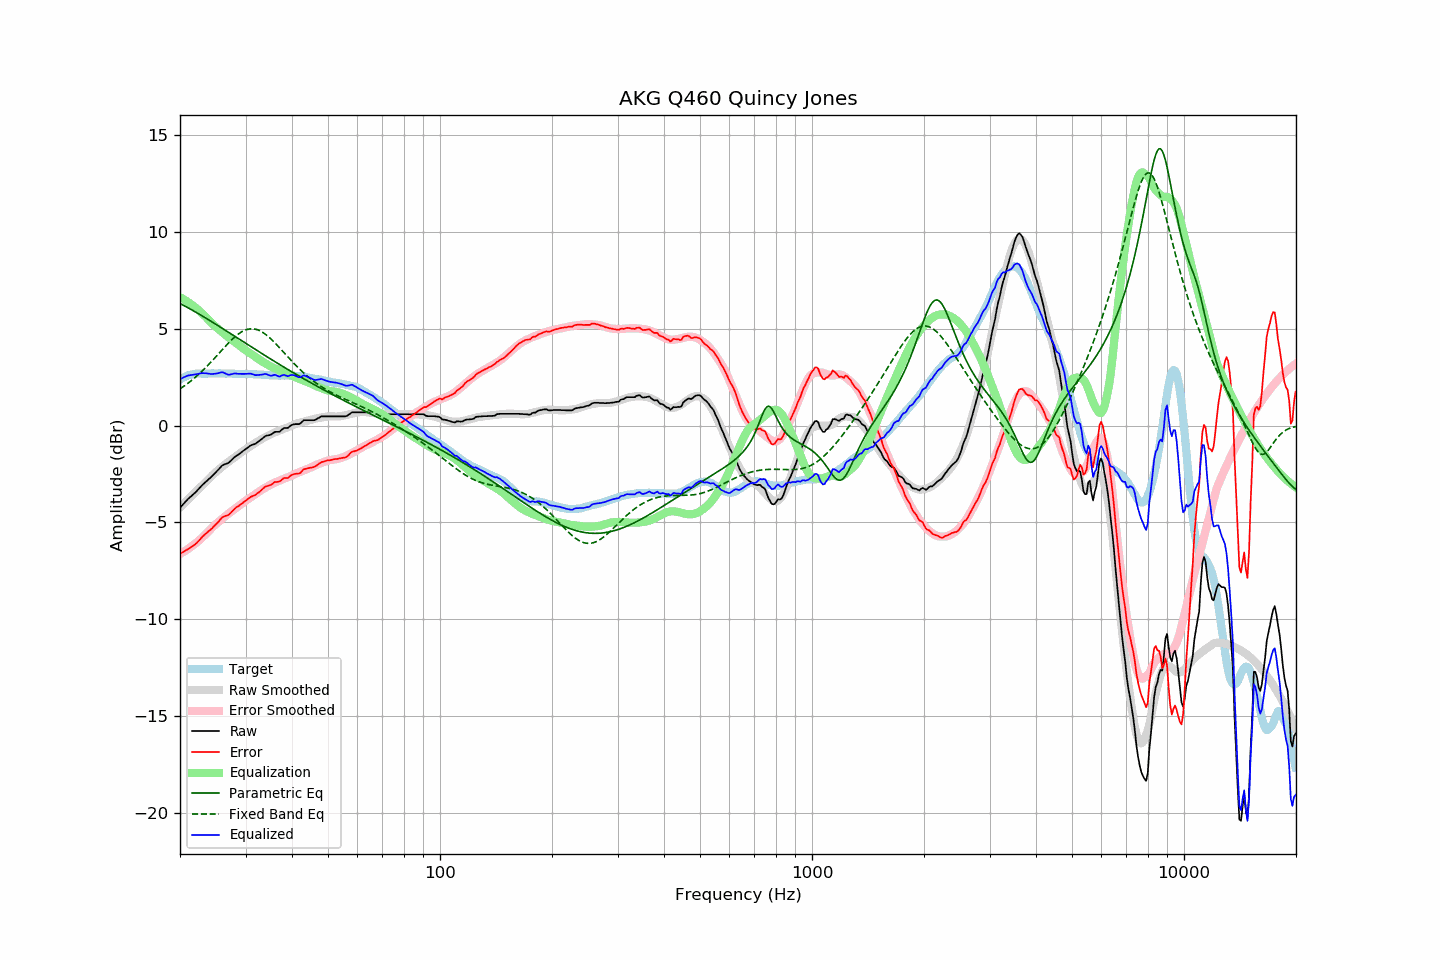 AKG Q460 Quincy Jones
15
10
5
0
−5
−10
−15
−20
Amplitude (dBr)
Target
Raw Smoothed
Error Smoothed
Raw
Error
Equalization
Parametric Eq
Fixed Band Eq
Equalized
100
1000
10000
Frequency (Hz)